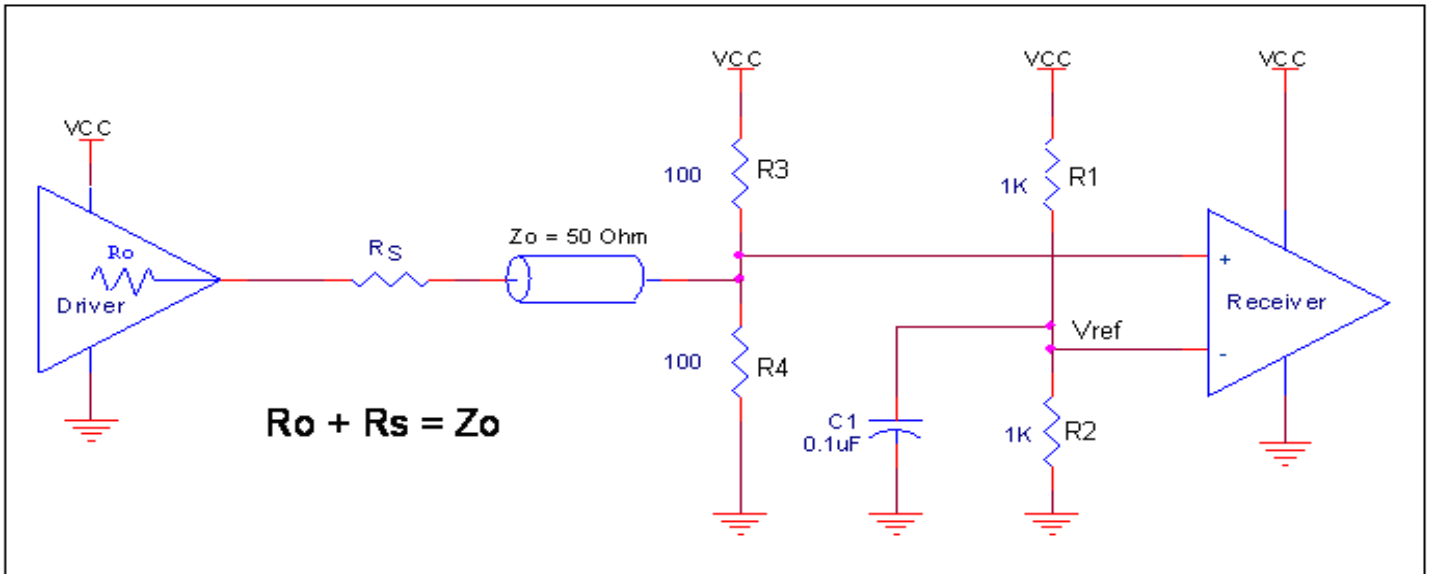 VCC
VCC
VCC
VCC
Ro
Driver
RS
Zo = 50 Ohm
100
R3
1K
R1
+
Receiver
-
Vref
100
R4
C1
0.1uF
1K
R2
Ro + Rs = Zo